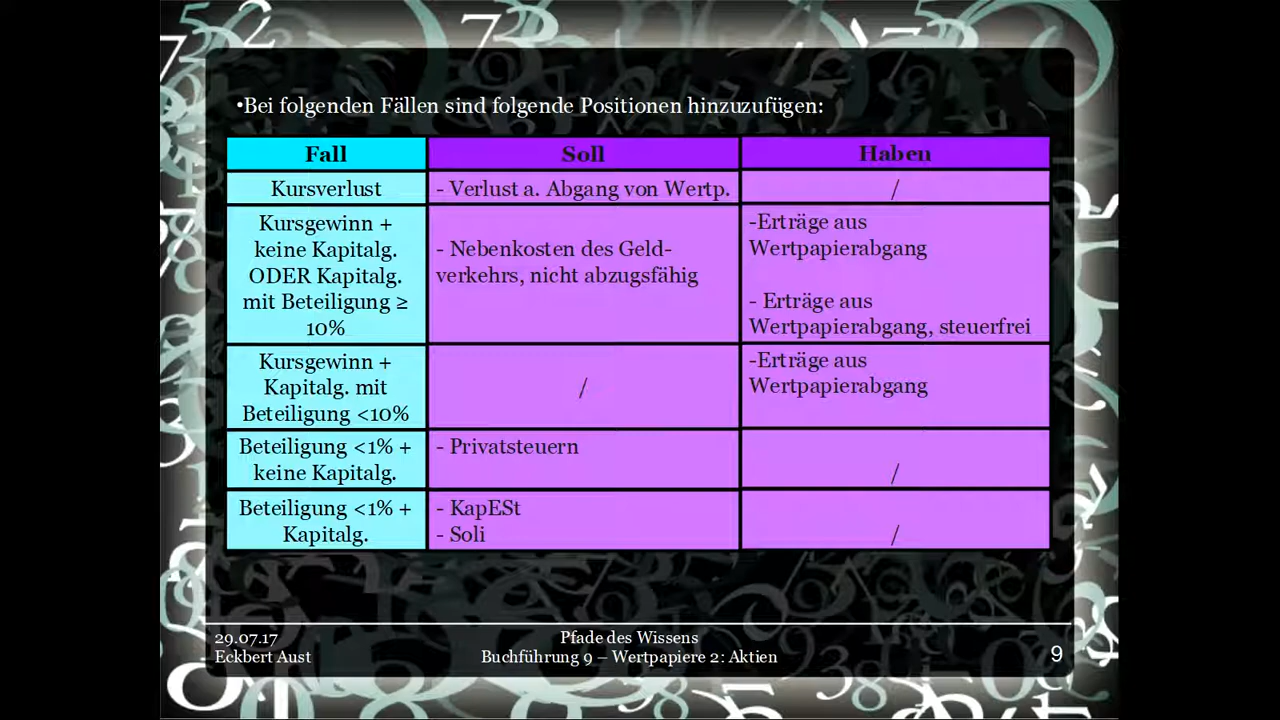 •Bei folgenden Fällen sind folgende Positionen hinzuzufügen:
Fall
Soll
Haben
Kursverlust
- Verlust a. Abgang von Wertp.
/
Kursgewinn +
keine Kapitalg.
ODER Kapitalg.
mit Beteiligung ≥
10%
- Nebenkosten des Geld-
verkehrs, nicht abzugsfähig
-Erträge aus
Wertpapierabgang
- Erträge aus
Wertpapierabgang, steuerfrei
Kursgewinn +
Kapitalg. mit
Beteiligung <10%
/
-Erträge aus
Wertpapierabgang
Beteiligung <1% +
keine Kapitalg.
- Privatsteuern
/
Beteiligung <1% +
Kapitalg.
- KapESt
- Soli
/
29.07.17
Eckbert Aust
Pfade des Wissens
Buchführung 9 – Wertpapiere 2: Aktien
9